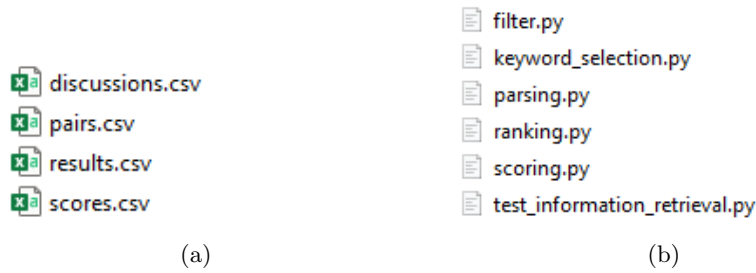 discussions.csv
pairs.csv
results.csv
scores.csv
(a)
filter.py
keyword_selection.py
parsing.py
ranking.py
scoring.py
test_information_retrieval.py
(b)